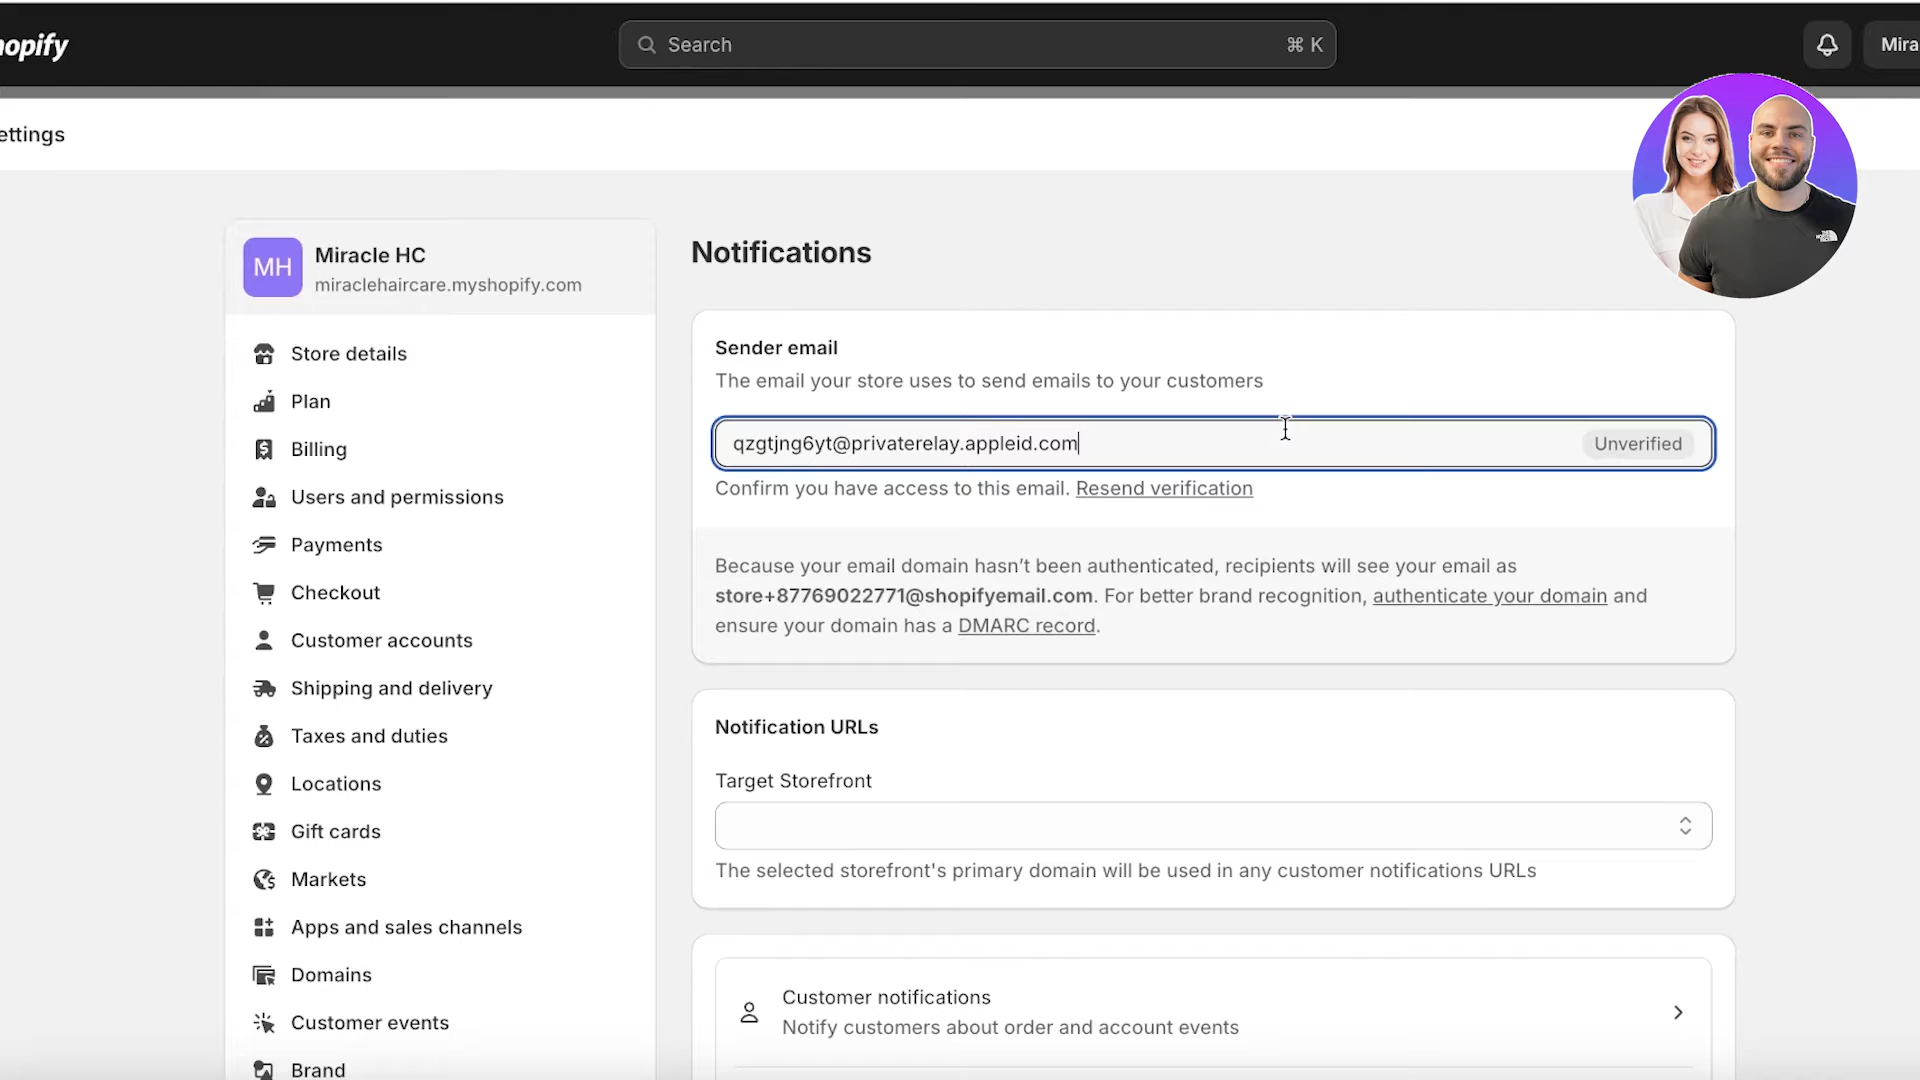 hopify
Search
⌘ K
Mira
ettings
MH
Miracle HC
miraclehaircare.myshopify.com
Store details
Plan
Billing
Users and permissions
Payments
Checkout
Customer accounts
Shipping and delivery
Taxes and duties
Locations
Gift cards
Markets
Apps and sales channels
Domains
Customer events
Brand
Notifications
Sender email
The email your store uses to send emails to your customers
qzgtjng6yt@privaterelay.appleid.com
Unverified
Confirm you have access to this email. Resend verification
Because your email domain hasn’t been authenticated, recipients will see your email as
store+87769022771@shopifyemail.com. For better brand recognition, authenticate your domain and
ensure your domain has a DMARC record.
Notification URLs
Target Storefront
The selected storefront's primary domain will be used in any customer notifications URLs
Customer notifications
Notify customers about order and account events